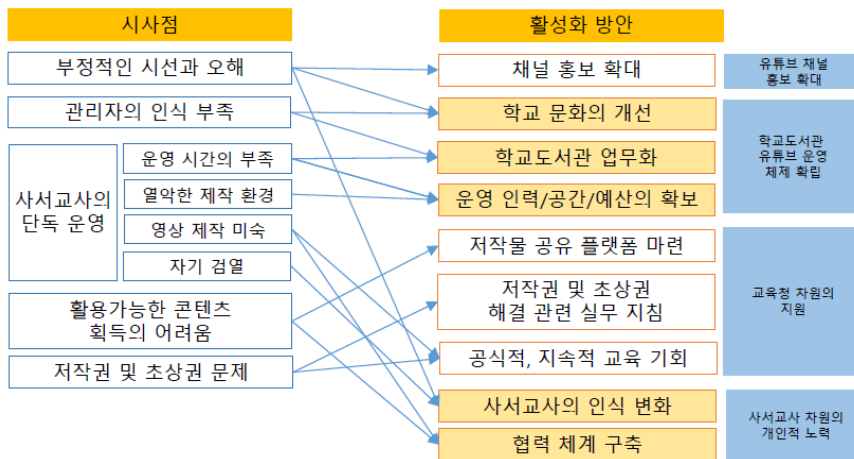 시사점
부정적인 시선과 오해
관리자의 인식 부족
사서교사의
단독 운영
운영 시간의 부족
열악한 제작 환경
영상 제작 미숙
자기 검열
활용가능한 콘텐츠
획득의 어려움
저작권 및 초상권 문제
활성화 방안
채널 홍보 확대
학교 문화의 개선
학교도서관 업무화
운영 인력/공간/예산의 확보
저작물 공유 플랫폼 마련
저작권 및 초상권
해결 관련 실무 지침
공식적, 지속적 교육 기회
사서교사의 인식 변화
협력 체계 구축
유튜브 채널
홍보 확대
학교도서관
유튜브 운영
체제 확립
교육청 차원의
지원
사서교사 차원의
개인적 노력